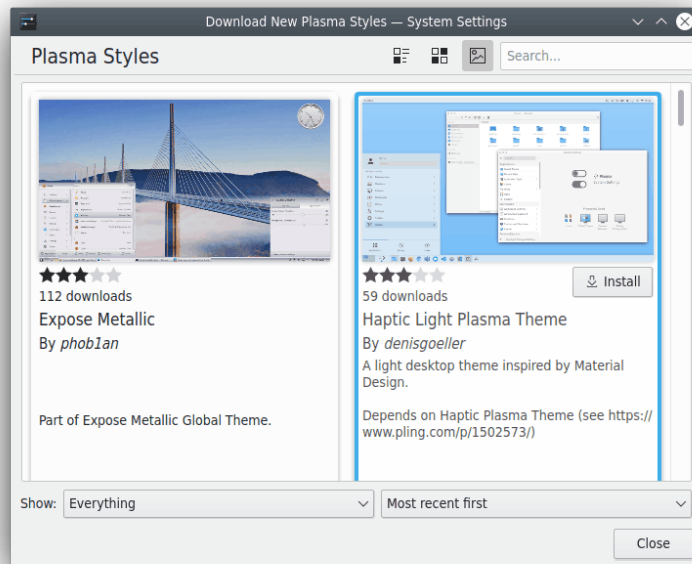 Download New Plasma Styles — System Settings
Plasma Styles
Search...
112 downloads
Expose Metallic
By phob1an
Part of Expose Metallic Global Theme.
59 downloads
Install
Haptic Light Plasma Theme
By denisgoeller
A light desktop theme inspired by Material
Design.
Depends on Haptic Plasma Theme (see https://
www.pling.com/p/1502573/)
Show:
Everything
Most recent first
Close